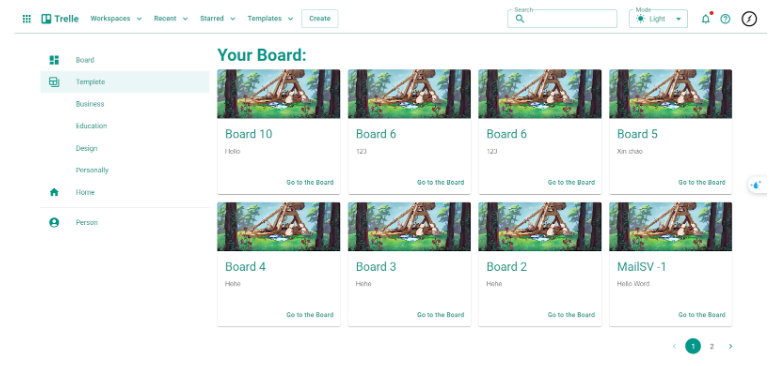 Search
Mode
Trelle Workspaces Recent Starred Templates Create
Light
Your Board:
Board
Templete
Business
Education
Design
Personally
Home
Person
Board 10
Hello
Go to the Board
Board 6
123
Go to the Board
Board 6
123
Go to the Board
Board 5
Xin chào
Go to the Board
Board 4
Hehe
Go to the Board
Board 3
Hehe
Go to the Board
Board 2
Hehe
Go to the Board
MailSV -1
Hello Word
Go to the Board
1 2